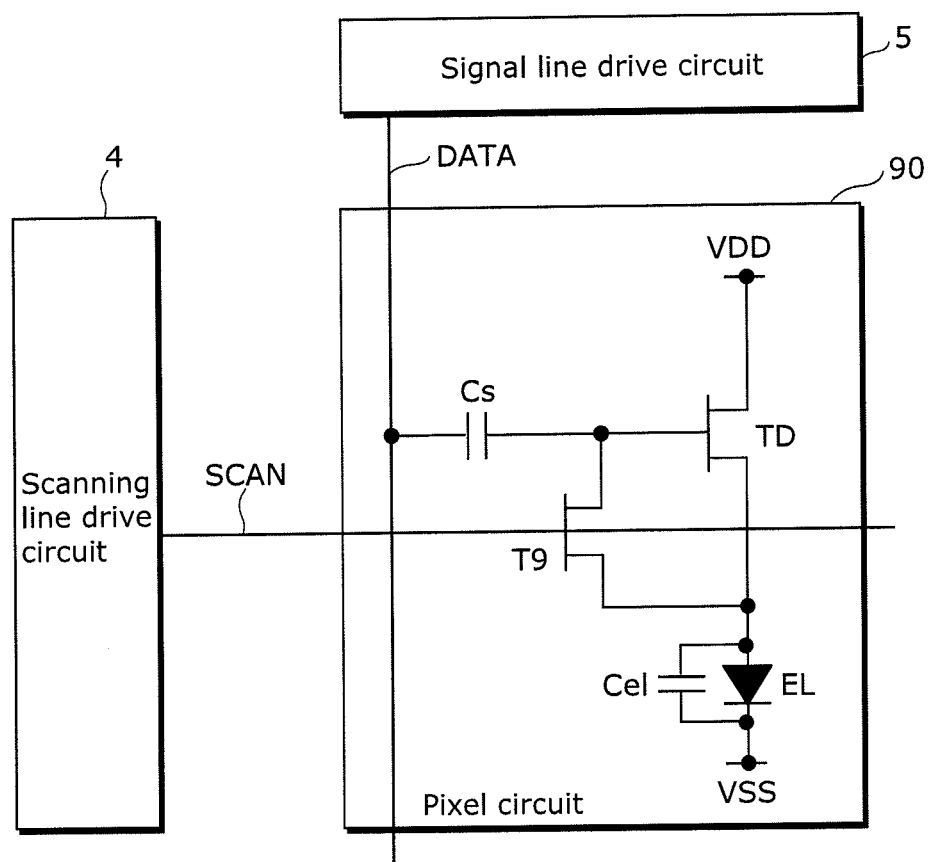 Signal line drive circuit
5
DATA
4
90
VDD
Cs
TD
SCAN
Scanning
line drive
circuit
T9
Cel
EL
VSS
Pixel circuit